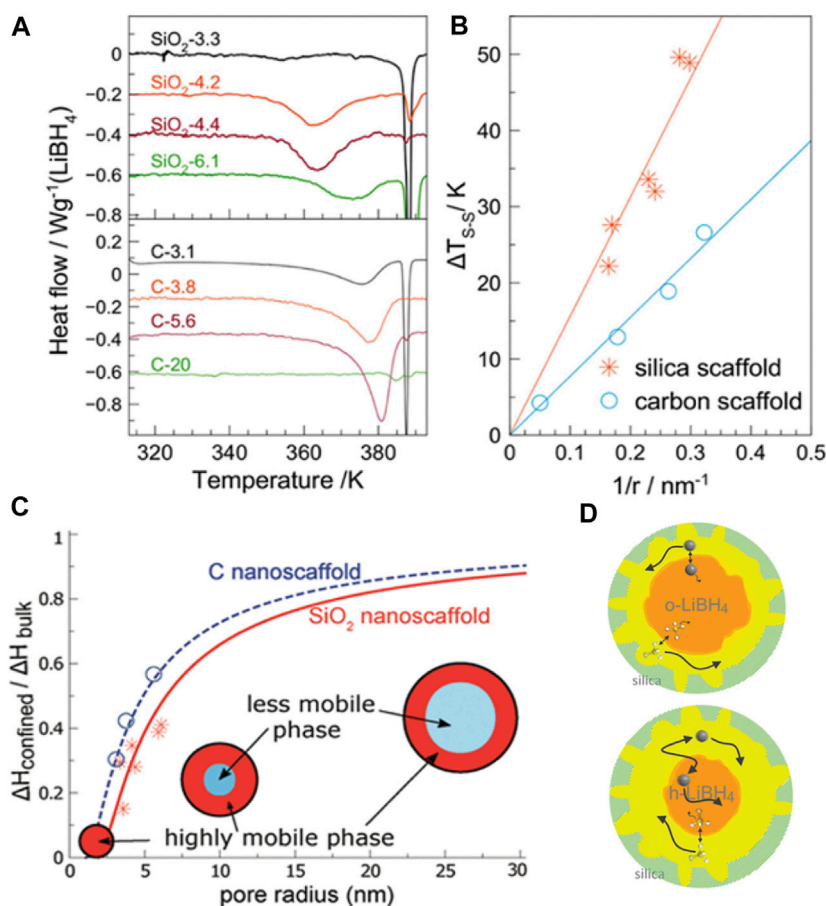 A
SiO2-3.3
SiO2-4.2
SiO2-4.4
SiO2-6.1
0
−0.2
−0.4
−0.6
−0.8
C-3.1
C-3.8
C-5.6
C-20
0.2
0
−0.2
−0.4
−0.6
−0.8
Heat flow / Wg-1(LiBH4)
320 340 360 380
Temperature /K
B
50
40
30
20
10
0
ΔTS-S/ K
silica scaffold
carbon scaffold
0 0.1 0.2 0.3 0.4 0.5
1/r / nm-1
C
1
0.8
0.6
0.4
0.2
0
ΔHconfined / ΔH bulk
C nanoscaffold
SiO2 nanoscaffold
less mobile
phase
highly mobile phase
0 5 10 15 20 25 30
pore radius (nm)
D
o-LiBH4
silica
h-LiBH4
silica